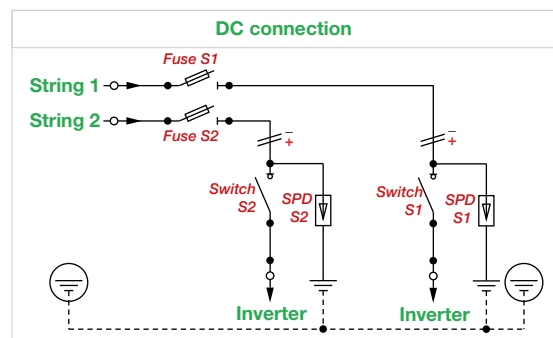 DC connection
Fuse S1
String 1
String 2
Fuse S2
−
+
−
+
Switch
S2
SPD
S2
Switch
S1
SPD
S1
Inverter
Inverter